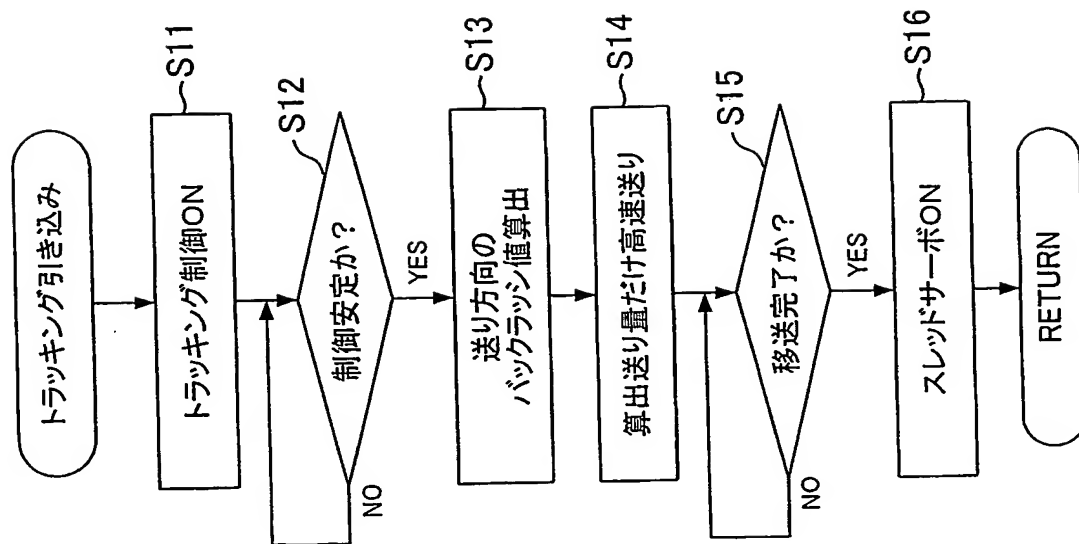 トラッキング引き込み
S11
トラッキング制御ON
S12
制御安定か?
NO
YES
S13
送り方向の
バックラッシ値算出
S14
算出送り量だけ高速送り
S15
移送完了か?
NO
YES
S16
スレッドサーボON
RETURN